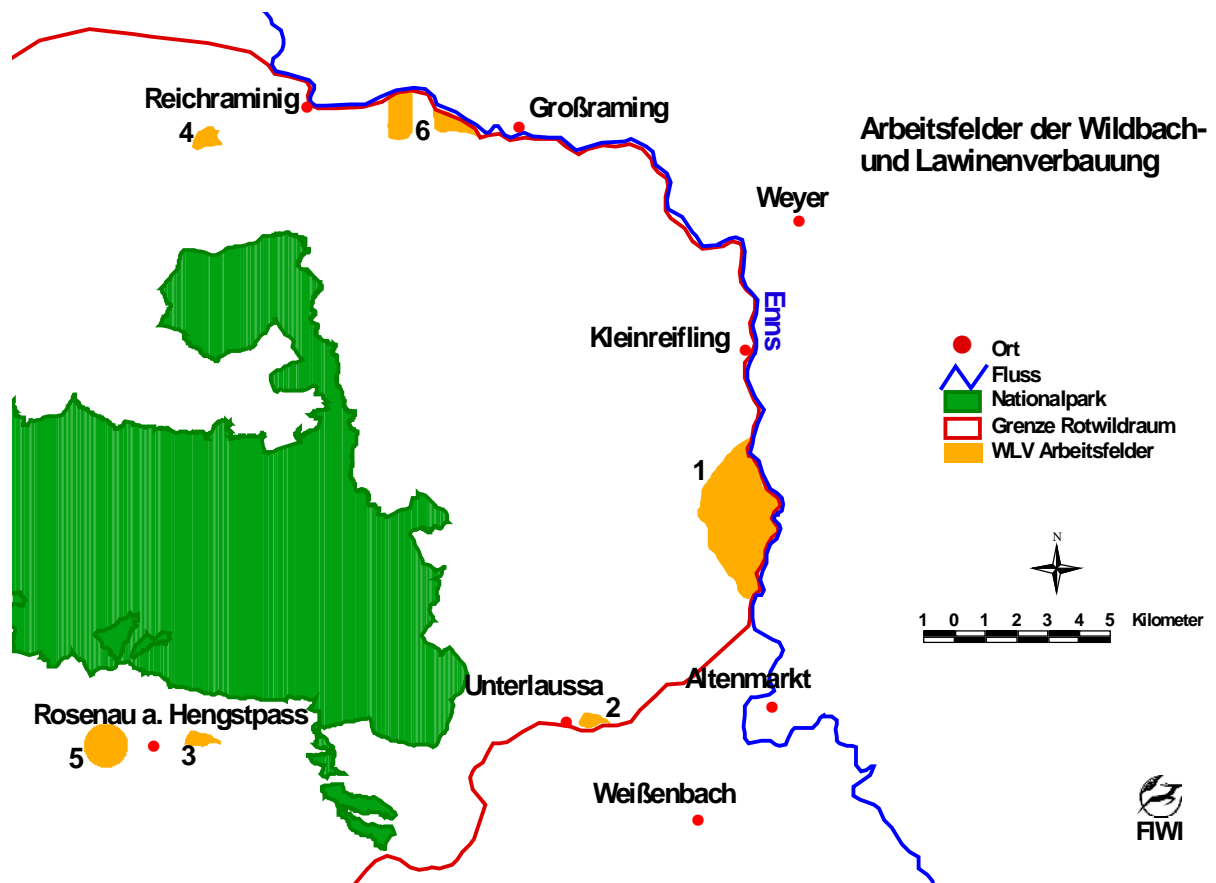 Reichraminig
4
6
Großraming
Arbeitsfelder der Wildbach-
und Lawinenverbauung
Weyer
Enns
Kleinreifling
Ort
Fluss
Nationalpark
Grenze Rotwildraum
WLV Arbeitsfelder
1
N
1 0 1 2 3 4 5 Kilometer
Unterlaussa
2
Altenmarkt
Rosenau a. Hengstpass
5
3
Weißenbach
FIWI